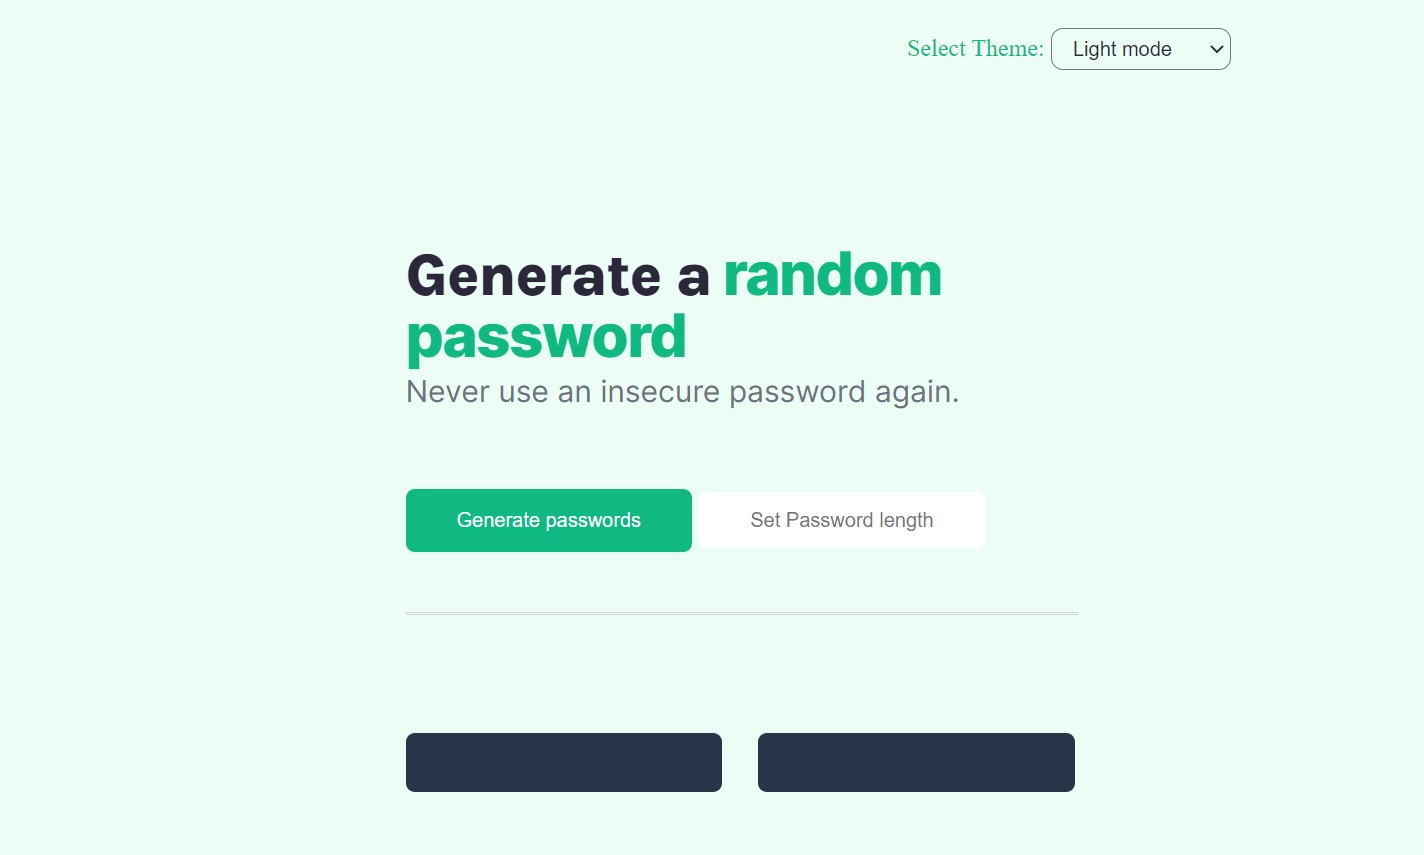 Select Theme: Light mode
Generate a random
password
Never use an insecure password again.
Generate passwords Set Password length